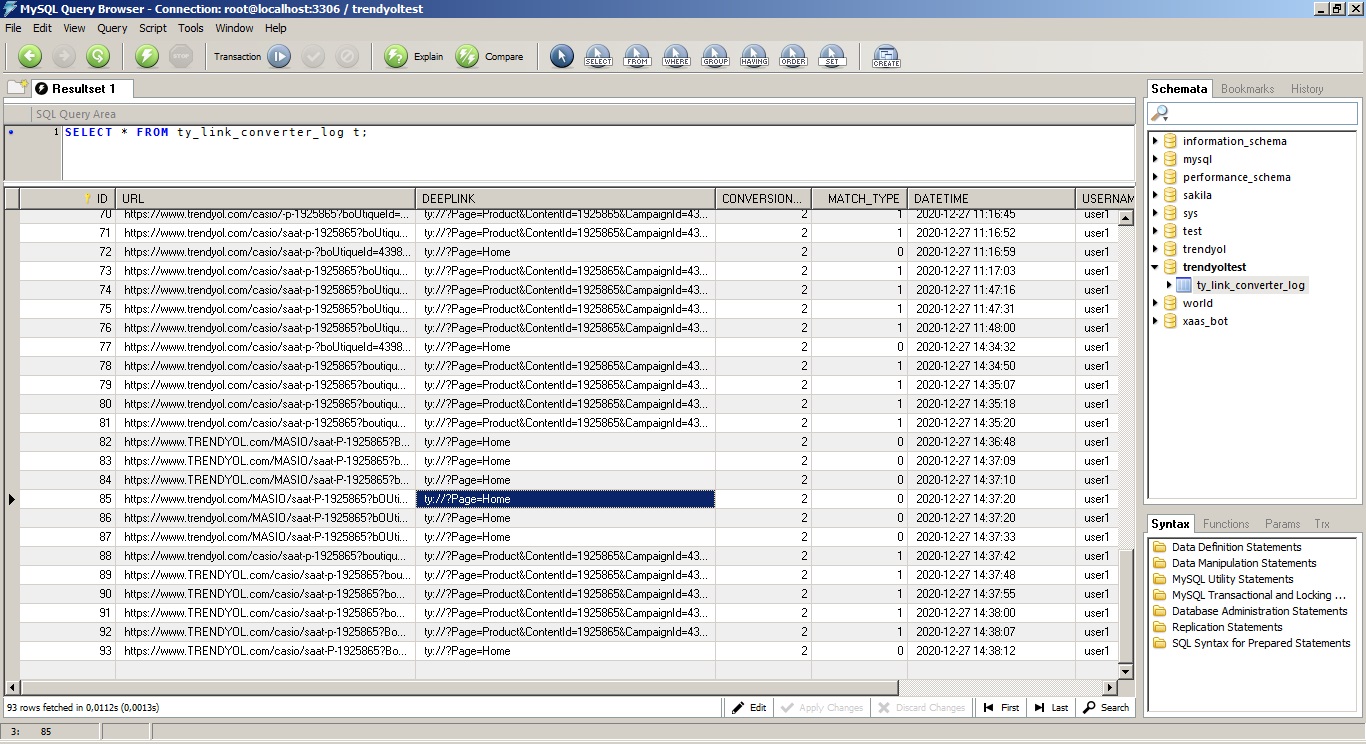 MySQL Query Browser - Connection: root@localhost:3306 / trendyoltest
File Edit View Query Script Tools Window Help
STOP Transaction Explain Compare SELECT FROM WHERE GROUP HAVING ORDER SET CREATE
Resultset 1
SQL Query Area
1 SELECT * FROM ty_link_converter_log t;
ID URL DEEPLINK CONVERSION... MATCH_TYPE DATETIME USERNAM
70 https://www.trendyol.com/casio/-p-1925865?boUtiqueId=... ty://?Page=Product&ContentId=1925865&CampaignId=43... 2 1 2020-12-27 11:16:45 user1
71 https://www.trendyol.com/casio/saat-p-1925865?boUtiqu... ty://?Page=Product&ContentId=1925865&CampaignId=43... 2 1 2020-12-27 11:16:52 user1
72 https://www.trendyol.com/casio/saat-p-?boUtiqueId=4398... ty://?Page=Home 2 0 2020-12-27 11:16:59 user1
73 https://www.trendyol.com/casio/saat-p-1925865?boUtiqu... ty://?Page=Product&ContentId=1925865&CampaignId=43... 2 1 2020-12-27 11:17:03 user1
74 https://www.trendyol.com/casio/saat-p-1925865?boUtiqu... ty://?Page=Product&ContentId=1925865&CampaignId=43... 2 1 2020-12-27 11:47:16 user1
75 https://www.trendyol.com/casio/saat-p-1925865?boUtiqu... ty://?Page=Product&ContentId=1925865&CampaignId=43... 2 1 2020-12-27 11:47:31 user1
76 https://www.trendyol.com/casio/saat-p-1925865?boUtiqu... ty://?Page=Product&ContentId=1925865&CampaignId=43... 2 1 2020-12-27 11:48:00 user1
77 https://www.trendyol.com/casio/saat-p-?boUtiqueId=4398... ty://?Page=Home 2 0 2020-12-27 14:34:32 user1
78 https://www.trendyol.com/casio/saat-p-1925865?boutiqu... ty://?Page=Product&ContentId=1925865&CampaignId=43... 2 1 2020-12-27 14:34:50 user1
79 https://www.trendyol.com/casio/saat-p-1925865?boutiqu... ty://?Page=Product&ContentId=1925865&CampaignId=43... 2 1 2020-12-27 14:35:07 user1
80 https://www.trendyol.com/casio/saat-p-1925865?boutiqu... ty://?Page=Product&ContentId=1925865&CampaignId=43... 2 1 2020-12-27 14:35:18 user1
81 https://www.trendyol.com/casio/saat-p-1925865?boutiqu... ty://?Page=Product&ContentId=1925865&CampaignId=43... 2 1 2020-12-27 14:35:20 user1
82 https://www.TRENDYOL.com/MASIO/saat-P-1925865?B... ty://?Page=Home 2 0 2020-12-27 14:36:48 user1
83 https://www.TRENDYOL.com/MASIO/saat-P-1925865?b... ty://?Page=Home 2 0 2020-12-27 14:37:09 user1
84 https://www.TRENDYOL.com/MASIO/saat-P-1925865?b... ty://?Page=Home 2 0 2020-12-27 14:37:10 user1
85 https://www.trendyol.com/MASIO/saat-P-1925865?bOUti... ty://?Page=Home 2 0 2020-12-27 14:37:20 user1
86 https://www.trendyol.com/MASIO/saat-P-1925865?bOUti... ty://?Page=Home 2 0 2020-12-27 14:37:20 user1
87 https://www.trendyol.com/MASIO/saat-P-1925865?bOUti... ty://?Page=Home 2 0 2020-12-27 14:37:33 user1
88 https://www.trendyol.com/casio/saat-p-1925865?boutiqu... ty://?Page=Product&ContentId=1925865&CampaignId=43... 2 1 2020-12-27 14:37:42 user1
89 https://www.TRENDYOL.com/casio/saat-p-1925865?bou... ty://?Page=Product&ContentId=1925865&CampaignId=43... 2 1 2020-12-27 14:37:48 user1
90 https://www.TRENDYOL.com/casio/saat-p-1925865?bo... ty://?Page=Product&ContentId=1925865&CampaignId=43... 2 1 2020-12-27 14:37:55 user1
91 https://www.TRENDYOL.com/casio/saat-p-1925865?bo... ty://?Page=Product&ContentId=1925865&CampaignId=43... 2 1 2020-12-27 14:38:00 user1
92 https://www.TRENDYOL.com/casio/saat-p-1925865?Bo... ty://?Page=Product&ContentId=1925865&CampaignId=43... 2 1 2020-12-27 14:38:07 user1
93 https://www.TRENDYOL.com/casio/saat-P-1925865?Bo... ty://?Page=Home 2 0 2020-12-27 14:38:12 user1
93 rows fetched in 0,0112s (0,0013s) Edit Apply Changes Discard Changes First Last Search
3: 85
Schemata Bookmarks History
information_schema
mysql
performance_schema
sakila
sys
test
trendyol
trendyoltest
ty_link_converter_log
world
xaas_bot
Syntax Functions Params Trx
Data Definition Statements
Data Manipulation Statements
MySQL Utility Statements
MySQL Transactional and Locking ...
Database Administration Statements
Replication Statements
SQL Syntax for Prepared Statements